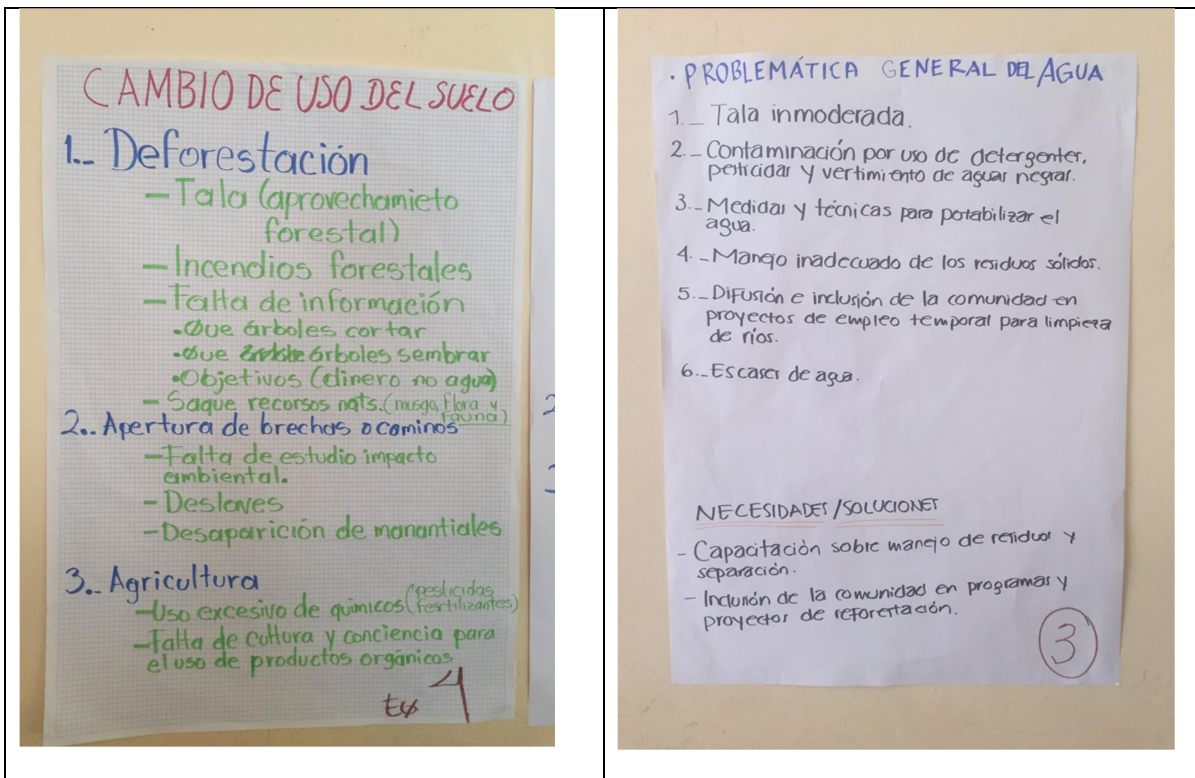 CAMBIO DE USO DEL SUELO
1.- Deforestación
- Tala (aprovechamieto
forestal)
- Incendios forestales
- Falta de información
• Que árboles cortar
• Que árboles sembrar
• Objetivos (dinero no agua)
- Saque recursos nats. (musgo, flora y
fauna)
2.. Apertura de brechas o caminos
- Falta de estudio impacto
ambiental.
- Deslaves
- Desaparición de manantiales
3.- Agricultura
- Uso excesivo de químicos (pesticidas
fertilizantes)
- Falta de cultura y conciencia para
el uso de productos orgánicos
4
2
3
. PROBLEMÁTICA GENERAL DEL AGUA
1._ Tala inmoderada.
2._ Contaminación por uso de detergentes,
pesticidas y vertimiento de aguas negras.
3._ Medidas y técnicas para potabilizar el
agua.
4._ Manejo inadecuado de los residuos sólidos.
5._ Difusión e inclusión de la comunidad en
proyectos de empleo temporal para limpieza
de ríos.
6._ Escases de agua.
NECESIDADES / SOLUCIONES
- Capacitación sobre manejo de residuos y
separación.
- Inclusión de la comunidad en programas y
proyectos de reforestación.
3